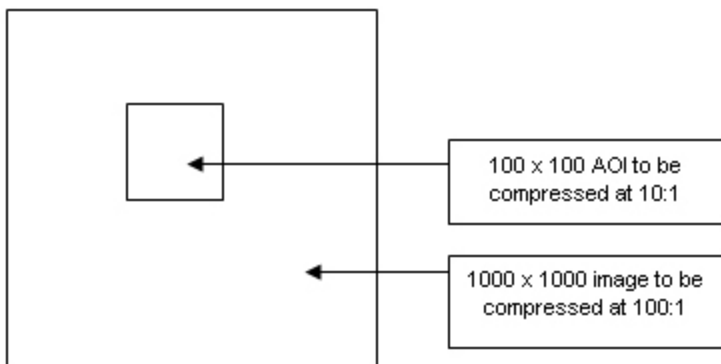 100 x 100 AOI to be
compressed at 10:1
1000 x 1000 image to be
compressed at 100:1